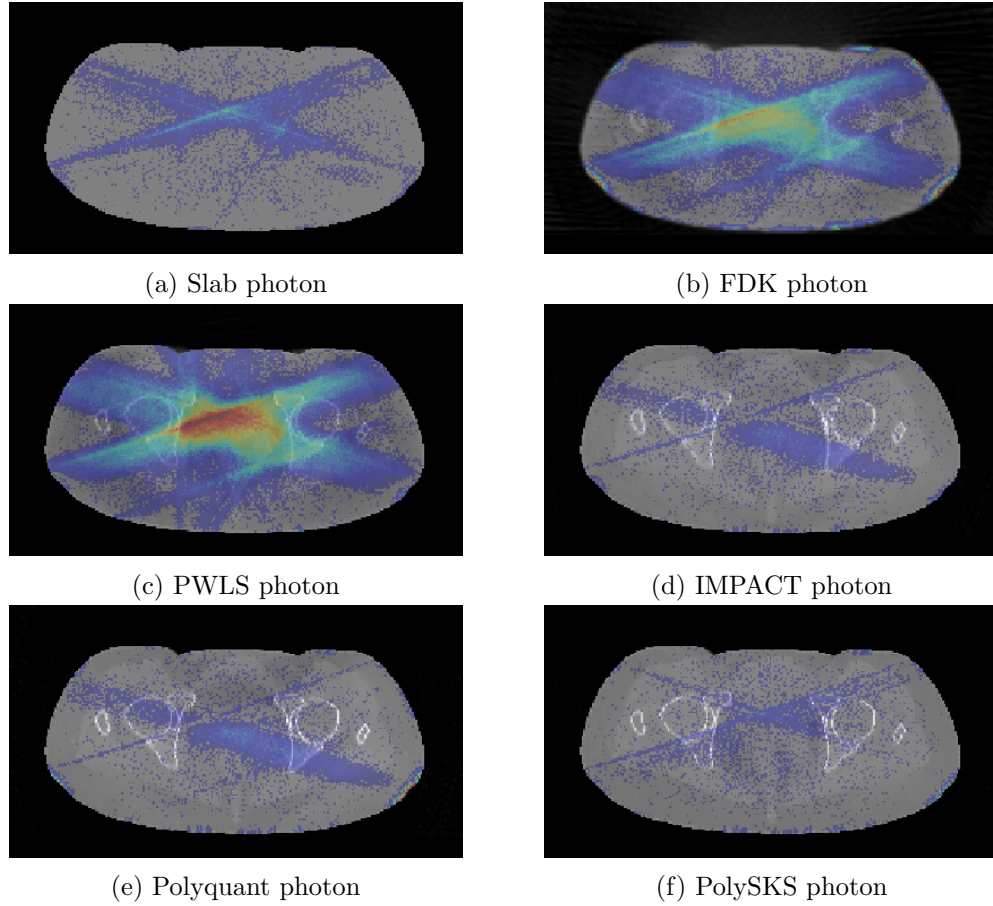 (a) Slab photon
(b) FDK photon
(c) PWLS photon
(d) IMPACT photon
(e) Polyquant photon
(f) PolySKS photon